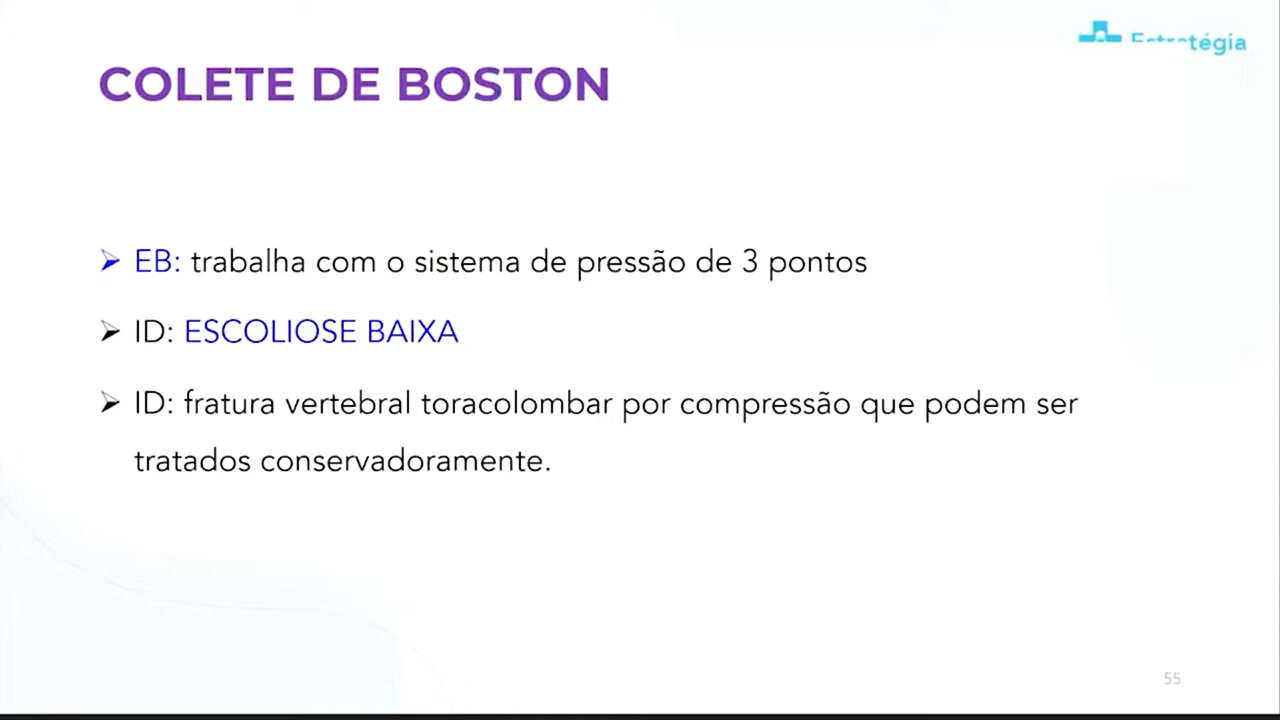 Estratégia
COLETE DE BOSTON
➢ EB: trabalha com o sistema de pressão de 3 pontos
➢ ID: ESCOLIOSE BAIXA
➢ ID: fratura vertebral toracolombar por compressão que podem ser
tratados conservadoramente.
55